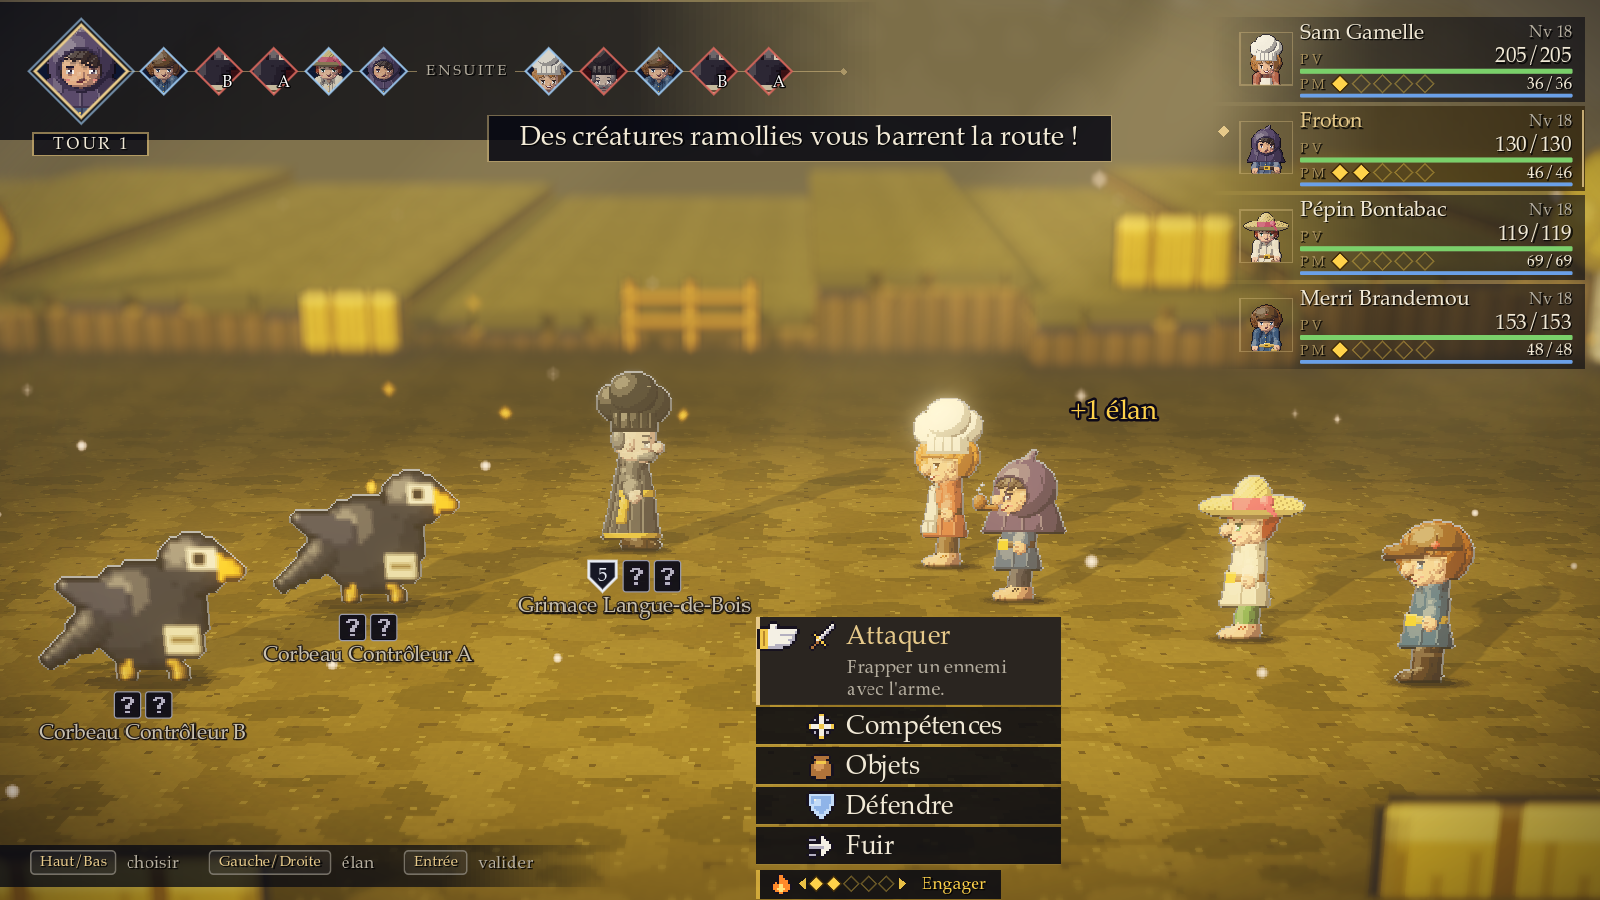 B
A
ENSUITE
B
A
TOUR 1
Des créatures ramollies vous barrent la route !
Sam Gamelle Nv 18
PV 205/205
PM 36/36
Froton Nv 18
PV 130/130
PM 46/46
Pépin Bontabac Nv 18
PV 119/119
PM 69/69
Merri Brandemou Nv 18
PV 153/153
PM 48/48
+1 élan
5 ? ?
Grimace Langue-de-Bois
? ?
Corbeau Contrôleur A
? ?
Corbeau Contrôleur B
Attaquer
Frapper un ennemi
avec l'arme.
Compétences
Objets
Défendre
Fuir
Engager
Haut/Bas choisir Gauche/Droite élan Entrée valider